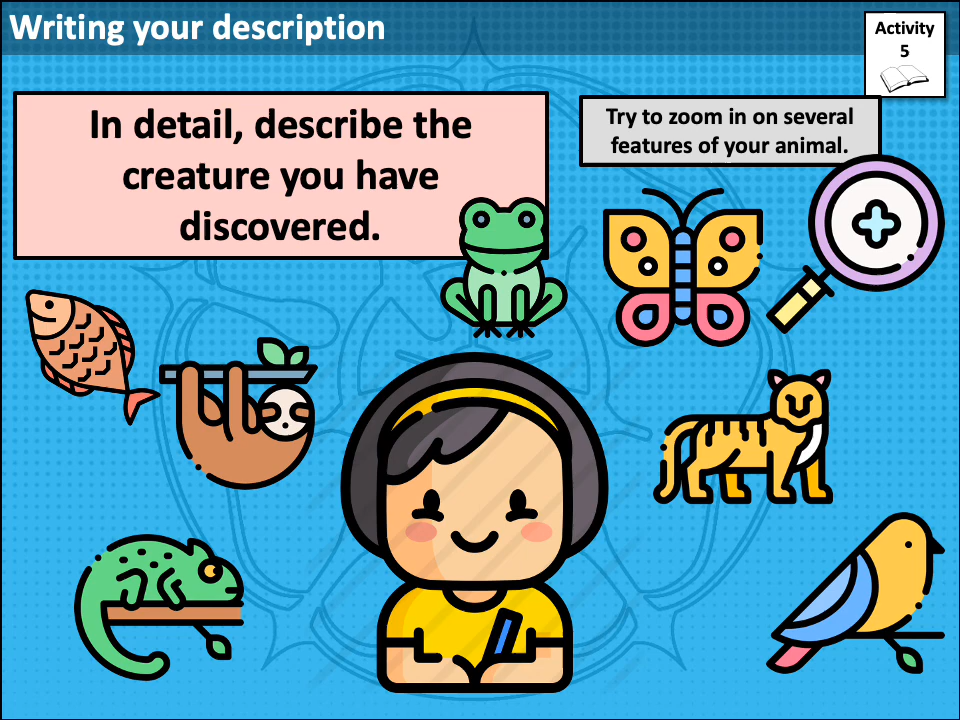 Writing your description
Activity
5
In detail, describe the
creature you have
discovered.
Try to zoom in on several
features of your animal.